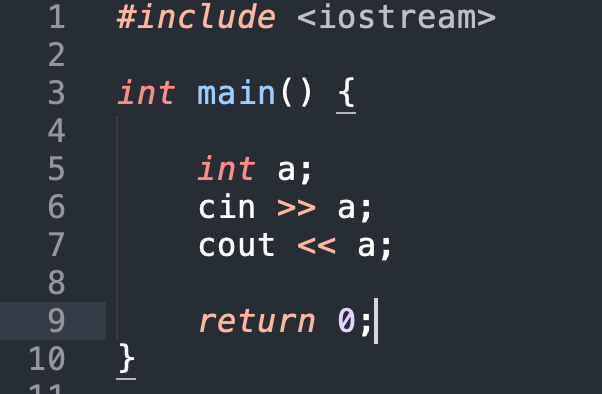 1 #include <iostream>
2
3 int main() {
4
5     int a;
6     cin >> a;
7     cout << a;
8
9     return 0;
10 }
11